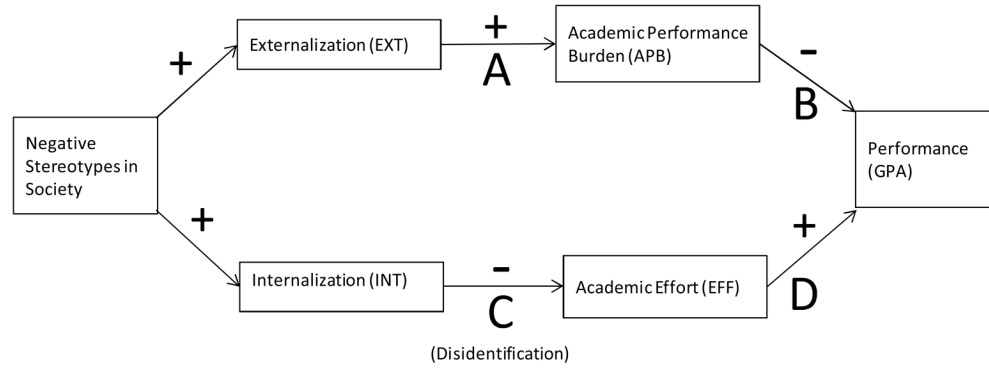 +
Externalization (EXT)
+
A
Academic Performance
Burden (APB)
-
B
Negative
Stereotypes in
Society
Performance
(GPA)
+
Internalization (INT)
-
C
(Disidentification)
Academic Effort (EFF)
+
D